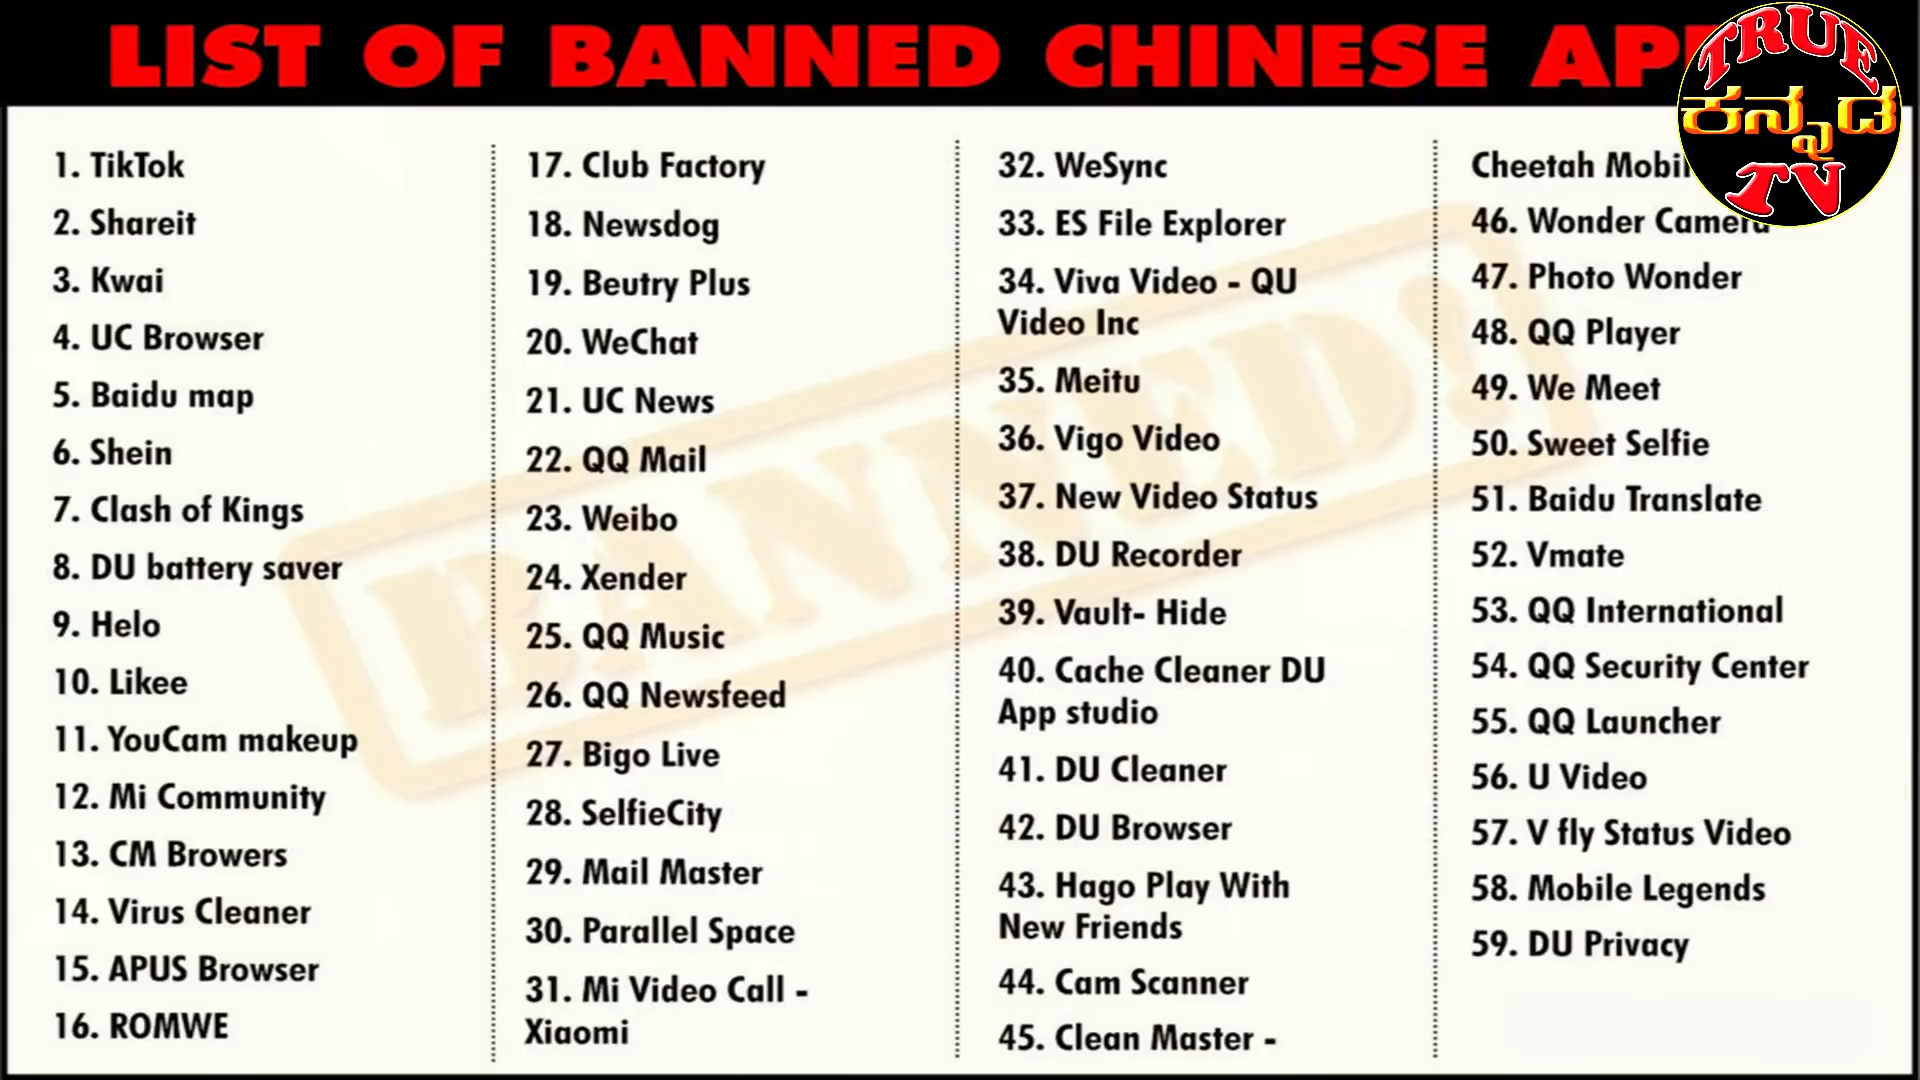 LIST OF BANNED CHINESE
TRUE
ಕನ್ನಡ
TV
1. TikTok
2. Shareit
3. Kwai
4. UC Browser
5. Baidu map
6. Shein
7. Clash of Kings
8. DU battery saver
9. Helo
10. Likee
11. YouCam makeup
12. Mi Community
13. CM Browers
14. Virus Cleaner
15. APUS Browser
16. ROMWE
17. Club Factory
18. Newsdog
19. Beutry Plus
20. WeChat
21. UC News
22. QQ Mail
23. Weibo
24. Xender
25. QQ Music
26. QQ Newsfeed
27. Bigo Live
28. SelfieCity
29. Mail Master
30. Parallel Space
31. Mi Video Call -
Xiaomi
32. WeSync
33. ES File Explorer
34. Viva Video - QU
Video Inc
35. Meitu
36. Vigo Video
37. New Video Status
38. DU Recorder
39. Vault- Hide
40. Cache Cleaner DU
App studio
41. DU Cleaner
42. DU Browser
43. Hago Play With
New Friends
44. Cam Scanner
45. Clean Master -
Cheetah
46. Wonder Camera
47. Photo Wonder
48. QQ Player
49. We Meet
50. Sweet Selfie
51. Baidu Translate
52. Vmate
53. QQ International
54. QQ Security Center
55. QQ Launcher
56. U Video
57. V fly Status Video
58. Mobile Legends
59. DU Privacy
BANNED!